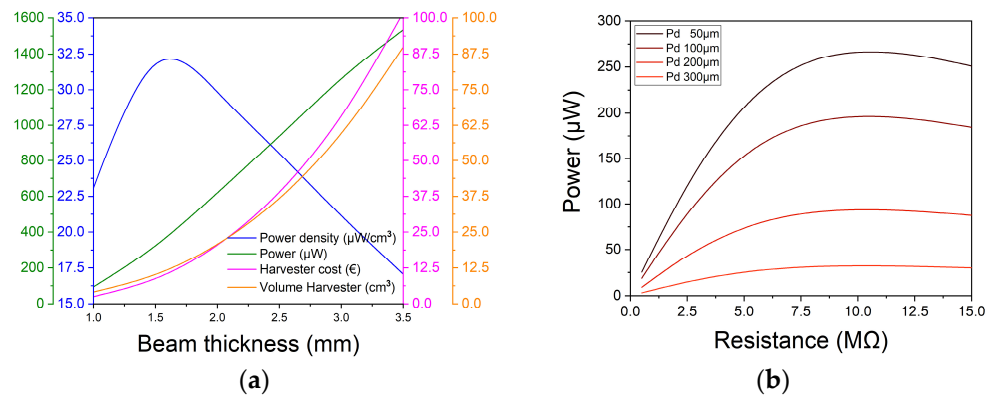 1600
1400
1200
1000
800
600
400
200
0
35.0
32.5
30.0
27.5
25.0
22.5
20.0
17.5
15.0
100.0
87.5
75.0
62.5
50.0
37.5
25.0
12.5
0.0
100.0
87.5
75.0
62.5
50.0
37.5
25.0
12.5
0.0
Power density (µW/cm³)
Power (µW)
Harvester cost (€)
Volume Harvester (cm³)
1.0 1.5 2.0 2.5 3.0 3.5
Beam thickness (mm)
(a)
Power (µW)
300
250
200
150
100
50
0
Pd 50µm
Pd 100µm
Pd 200µm
Pd 300µm
0.0 2.5 5.0 7.5 10.0 12.5 15.0
Resistance (MΩ)
(b)